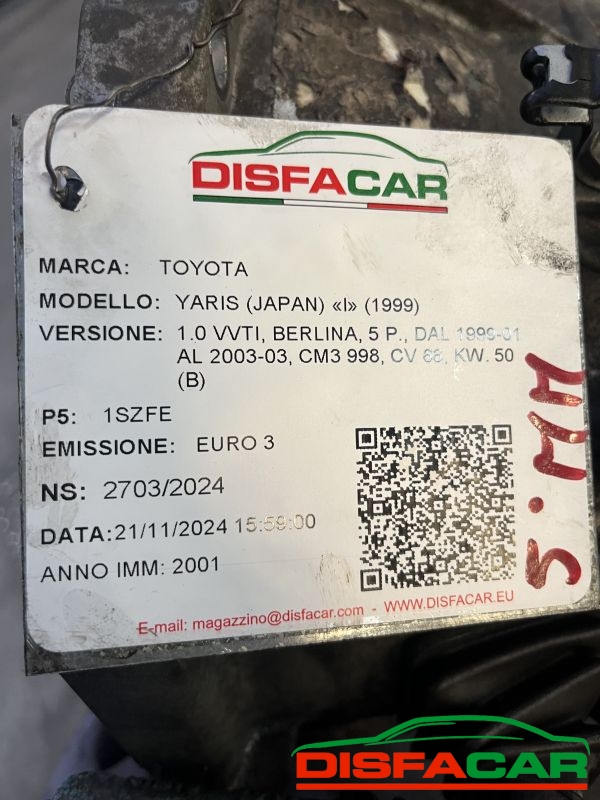 DISFACAR
MARCA: TOYOTA
MODELLO: YARIS (JAPAN) «I» (1999)
VERSIONE: 1.0 VVTI, BERLINA, 5 P., DAL 1999-01
AL 2003-03, CM3 998, CV 68, KW. 50
(B)
P5: 1SZFE
EMISSIONE: EURO 3
NS: 2703/2024
DATA: 21/11/2024 15:59:00
ANNO IMM: 2001
E-mail: magazzino@disfacar.com - WWW.DISFACAR.EU
DISFACAR